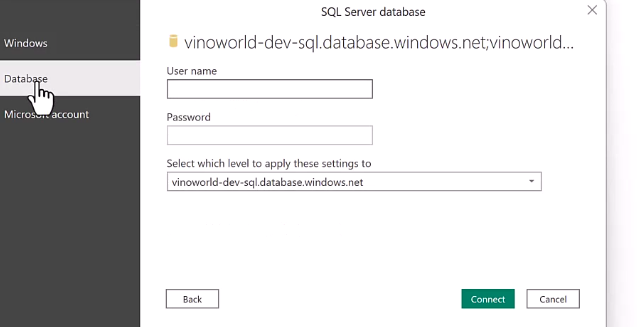 SQL Server database
Windows
Database
Microsoft account
vinoworld-dev-sql.database.windows.net;vinoworld...
User name
Password
Select which level to apply these settings to
vinoworld-dev-sql.database.windows.net
Back
Connect
Cancel